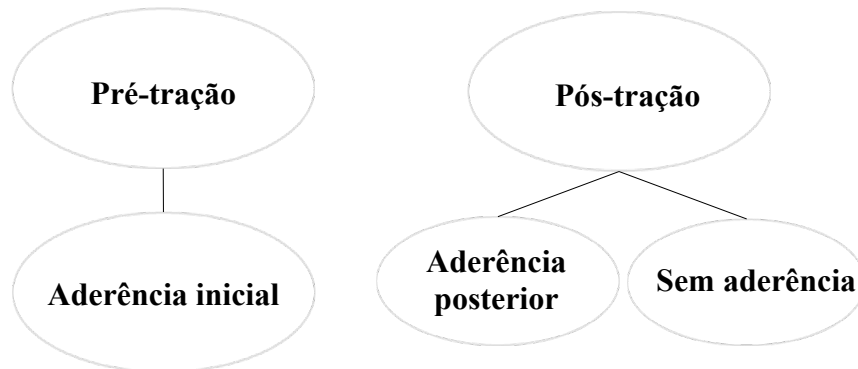 Pré-tração
Pós-tração
Aderência inicial
Aderência
posterior
Sem aderência